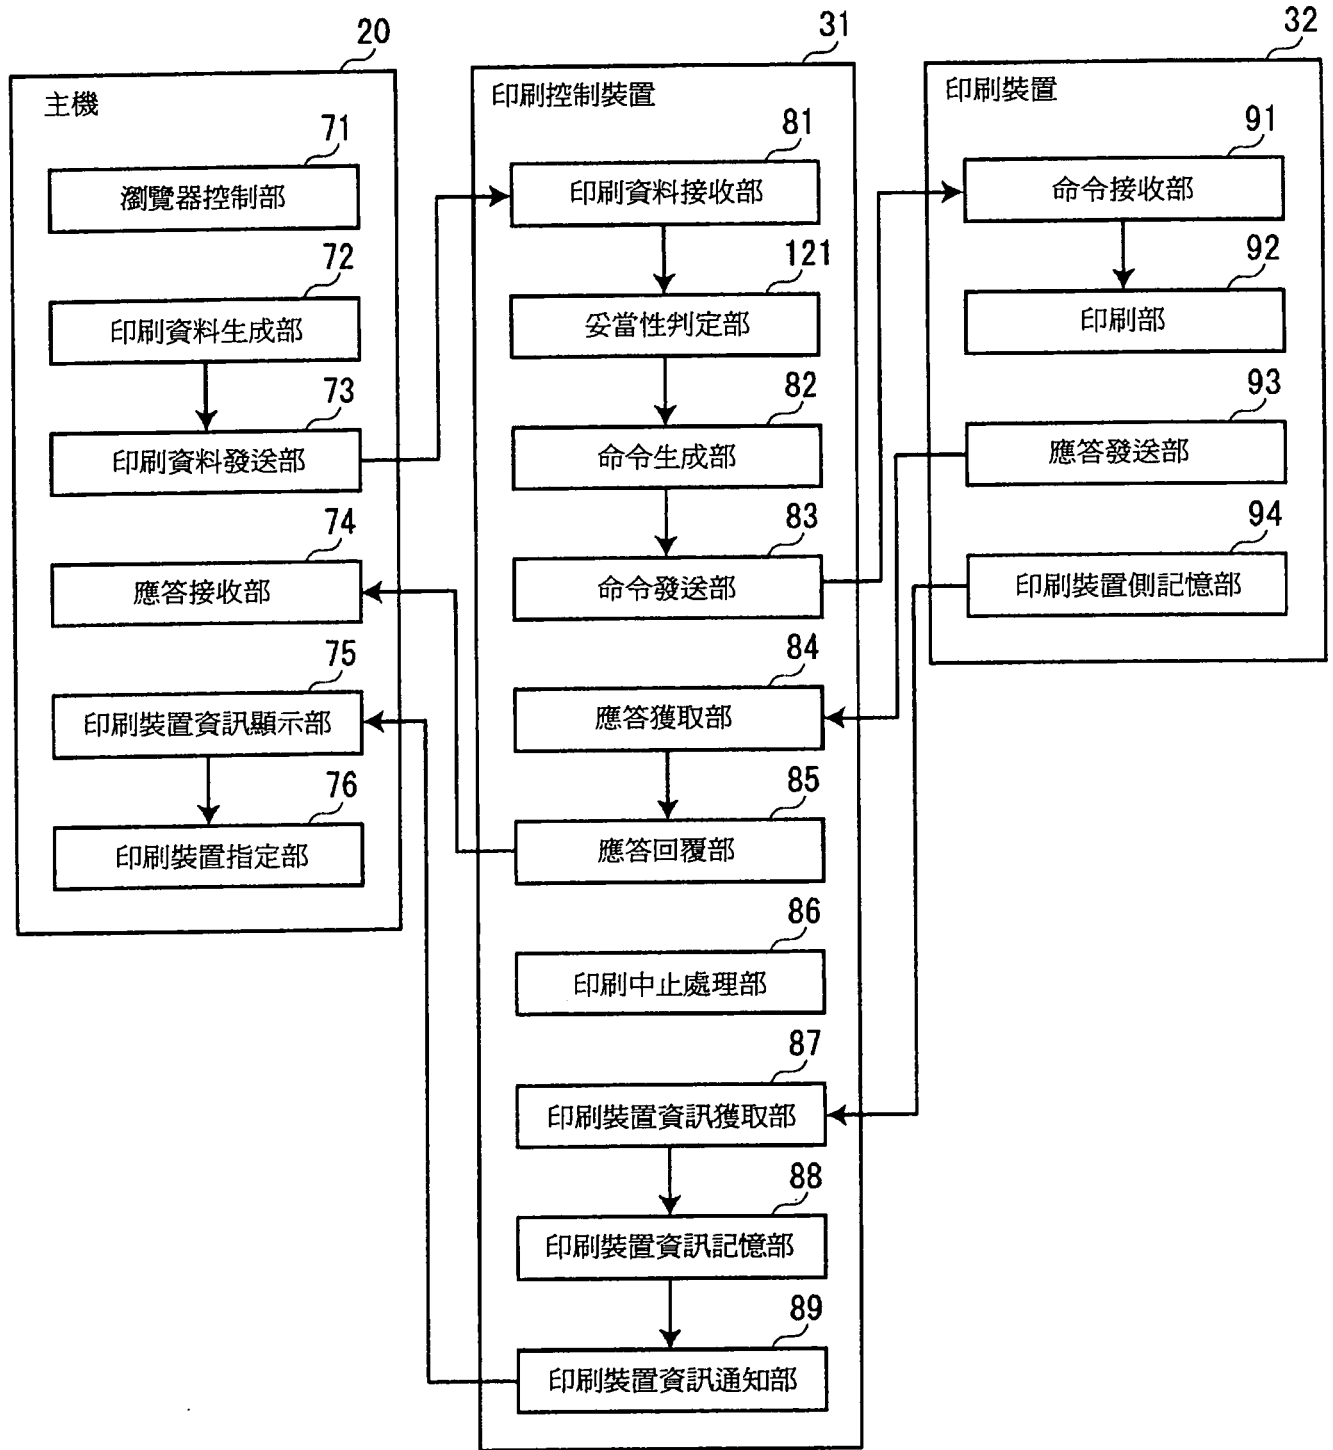 20
主機
71
瀏覽器控制部
72
印刷資料生成部
73
印刷資料發送部
74
應答接收部
75
印刷裝置資訊顯示部
76
印刷裝置指定部
31
印刷控制裝置
81
印刷資料接收部
121
妥當性判定部
82
命令生成部
83
命令發送部
84
應答獲取部
85
應答回覆部
86
印刷中止處理部
87
印刷裝置資訊獲取部
88
印刷裝置資訊記憶部
89
印刷裝置資訊通知部
32
印刷裝置
91
命令接收部
92
印刷部
93
應答發送部
94
印刷裝置側記憶部